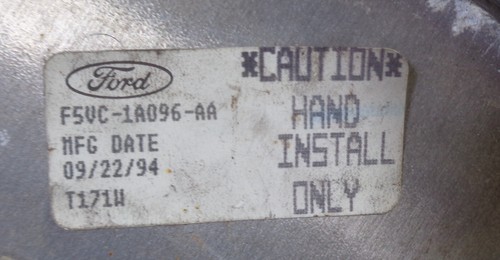 Ford
F5VC-1A096-AA
MFG DATE
09/22/94
T171W
*CAUTION*
HAND
INSTALL
ONLY